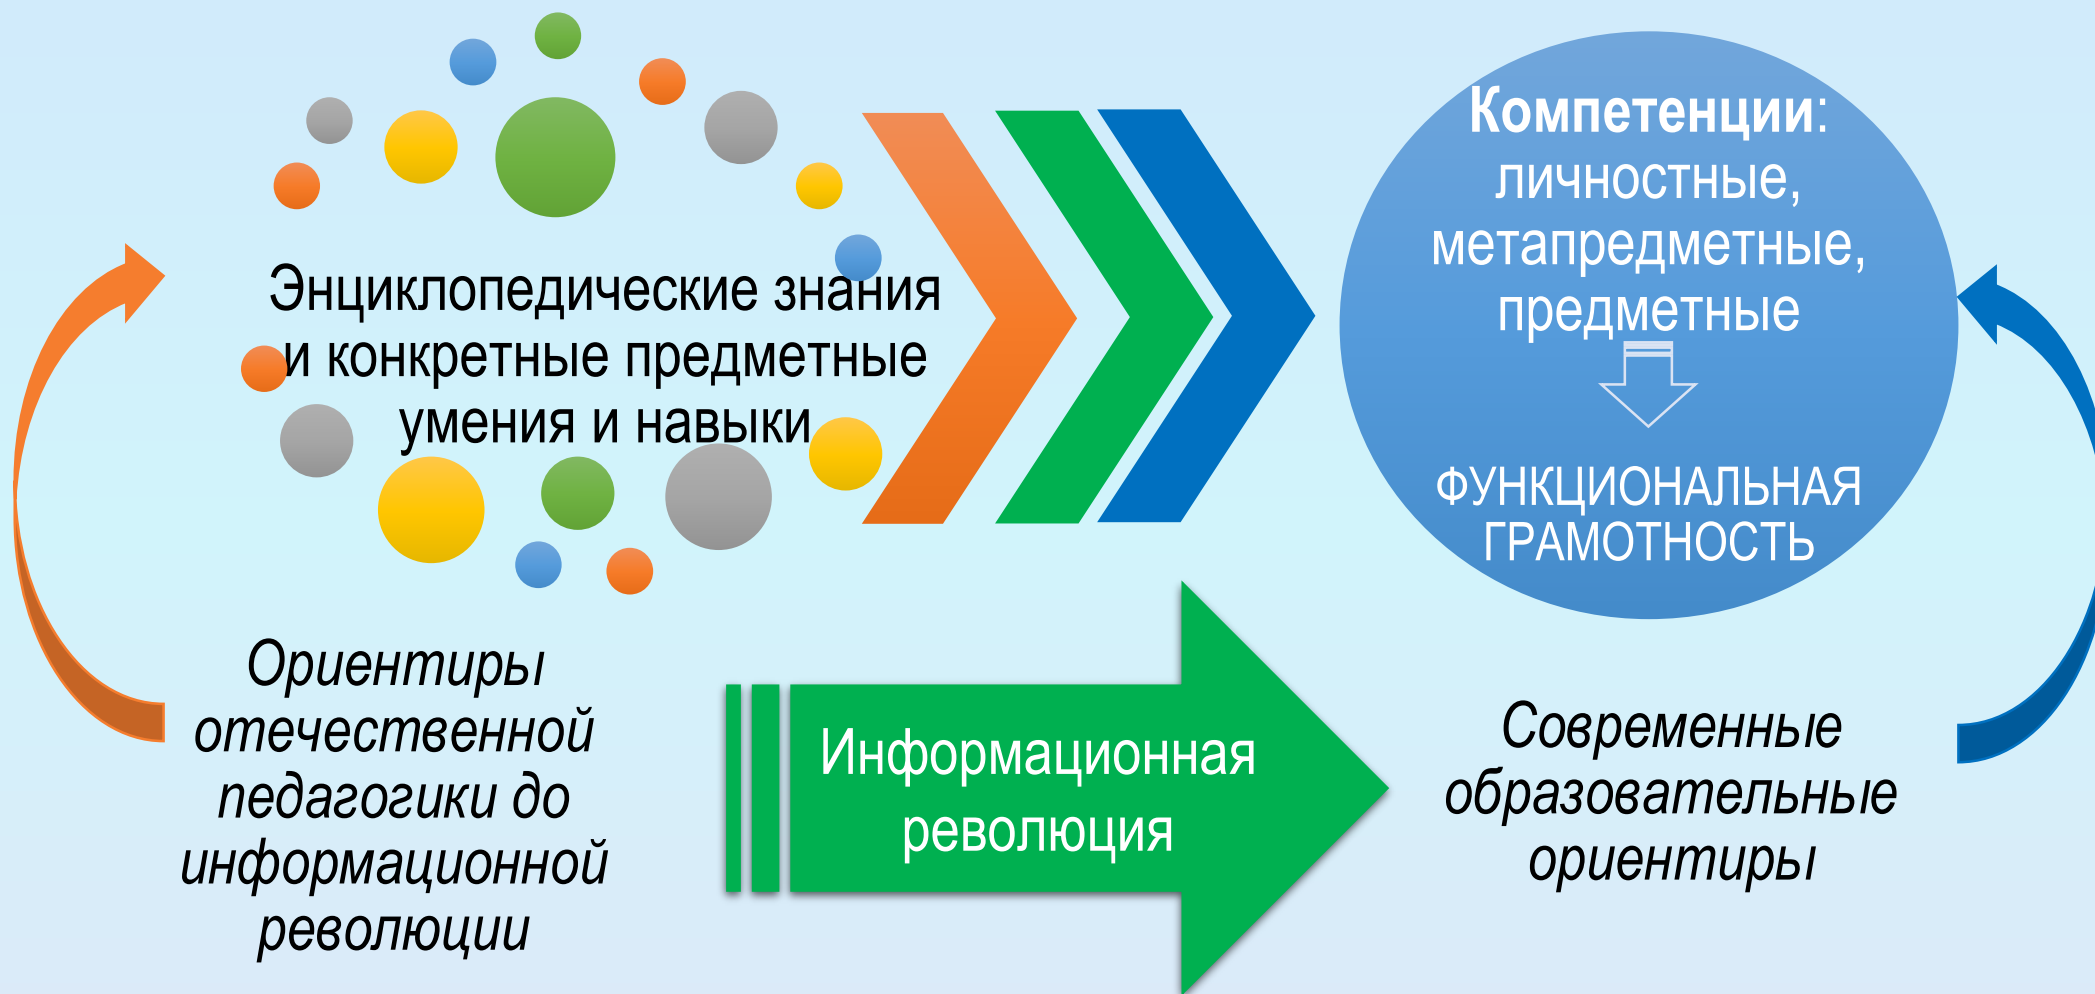 Энциклопедические знания
и конкретные предметные
умения и навыки
Компетенции:
личностные,
метапредметные,
предметные
ФУНКЦИОНАЛЬНАЯ
ГРАМОТНОСТЬ
Ориентиры
отечественной
педагогики до
информационной
революции
Информационная
революция
Современные
образовательные
ориентиры